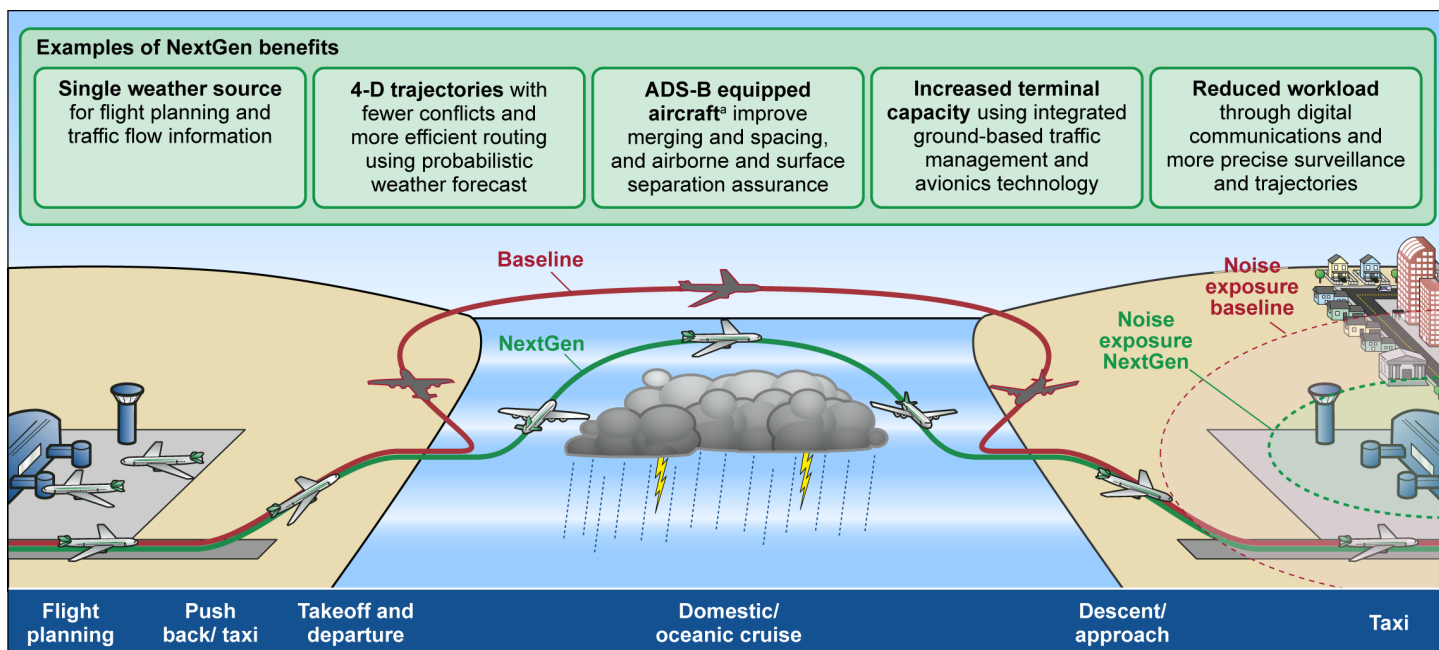 Examples of NextGen benefits
Single weather source
for flight planning and
traffic flow information
4-D trajectories with
fewer conflicts and
more efficient routing
using probabilistic
weather forecast
ADS-B equipped
aircraftᵃ improve
merging and spacing,
and airborne and surface
separation assurance
Increased terminal
capacity using integrated
ground-based traffic
management and
avionics technology
Reduced workload
through digital
communications and
more precise surveillance
and trajectories
Baseline
NextGen
Noise
exposure
baseline
Noise
exposure
NextGen
Flight
planning
Push
back/ taxi
Takeoff and
departure
Domestic/
oceanic cruise
Descent/
approach
Taxi